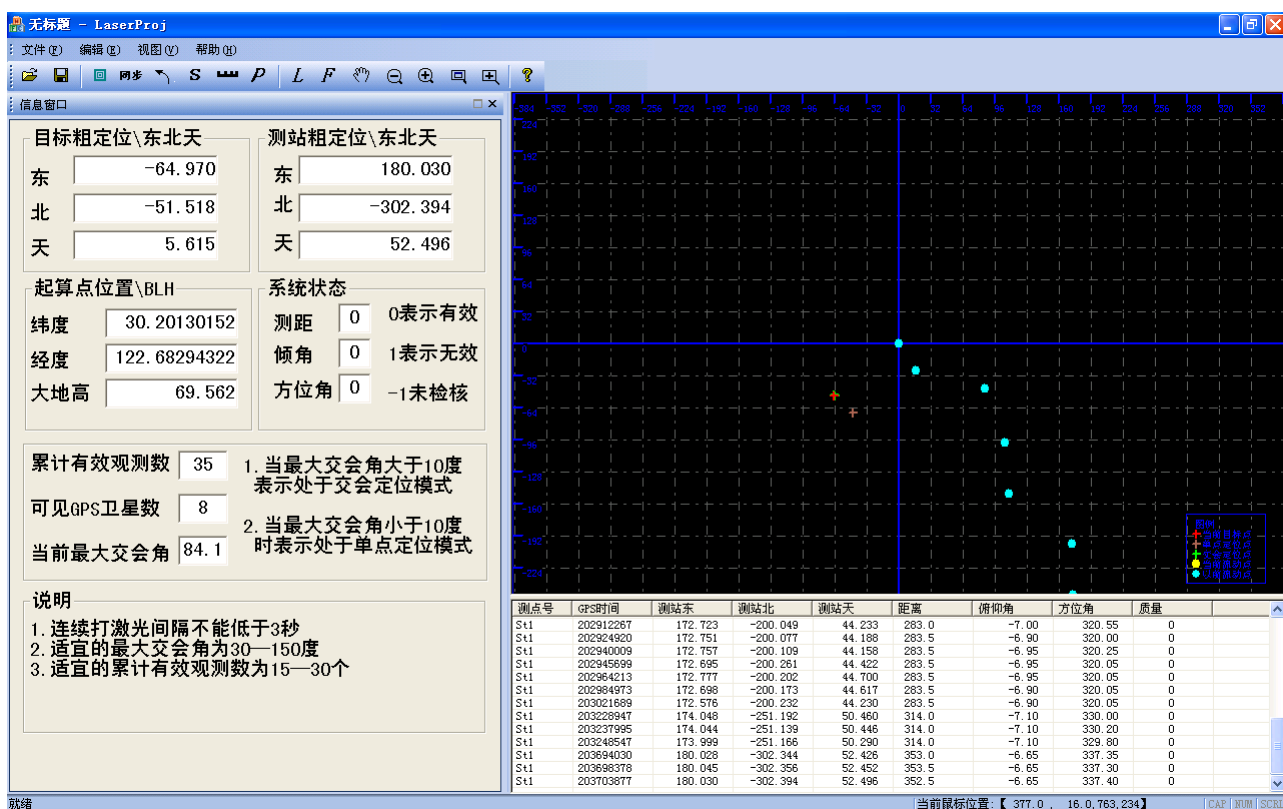 无标题 - LaserProj
文件(F) 编辑(E) 视图(V) 帮助(H)
同步 S P L F
信息窗口
目标粗定位\东北天
东 -64.970
北 -51.518
天 5.615
测站粗定位\东北天
东 180.030
北 -302.394
天 52.496
起算点位置\BLH
纬度 30.20130152
经度 122.68294322
大地高 69.562
系统状态
测距 0 0表示有效
倾角 0 1表示无效
方位角 0 -1未检核
累计有效观测数 35
可见GPS卫星数 8
当前最大交会角 84.1
1.当最大交会角大于10度
表示处于交会定位模式
2.当最大交会角小于10度
时表示处于单点定位模式
说明
1.连续打激光间隔不能低于3秒
2.适宜的最大交会角为30—150度
3.适宜的累计有效观测数为15—30个
图例
测点号 GPS时间 测站东 测站北 测站天 距离 俯仰角 方位角 质量
St1 202912267 172.723 -200.049 44.233 283.0 -7.00 320.55 0
St1 202924920 172.751 -200.077 44.188 283.5 -6.90 320.00 0
St1 202940009 172.757 -200.109 44.158 283.5 -6.95 320.25 0
St1 202945699 172.695 -200.261 44.422 283.5 -6.95 320.05 0
St1 202964213 172.777 -200.202 44.700 283.5 -6.95 320.05 0
St1 202984973 172.698 -200.173 44.617 283.5 -6.90 320.05 0
St1 203021689 172.576 -200.232 44.230 283.5 -6.90 320.05 0
St1 203228947 174.048 -251.192 50.460 314.0 -7.10 330.00 0
St1 203237995 174.044 -251.139 50.446 314.0 -7.10 330.20 0
St1 203248547 173.999 -251.166 50.290 314.0 -7.10 329.80 0
St1 203694030 180.028 -302.344 52.426 353.0 -6.65 337.35 0
St1 203698378 180.045 -302.356 52.452 353.5 -6.65 337.30 0
St1 203703877 180.030 -302.394 52.496 352.5 -6.65 337.40 0
就绪
当前鼠标位置:【 377.0 , 16.0,763,234】 CAP NUM SCRL